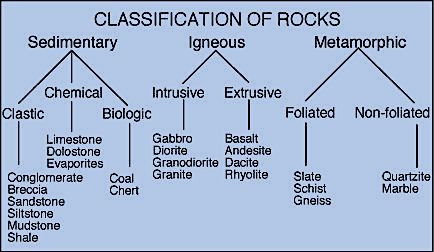 CLASSIFICATION OF ROCKS
Sedimentary
Igneous
Metamorphic
Clastic
Chemical
Biologic
Intrusive
Extrusive
Foliated
Non-foliated
Conglomerate
Breccia
Sandstone
Siltstone
Mudstone
Shale
Limestone
Dolostone
Evaporites
Coal
Chert
Gabbro
Diorite
Granodiorite
Granite
Basalt
Andesite
Dacite
Rhyolite
Slate
Schist
Gneiss
Quartzite
Marble